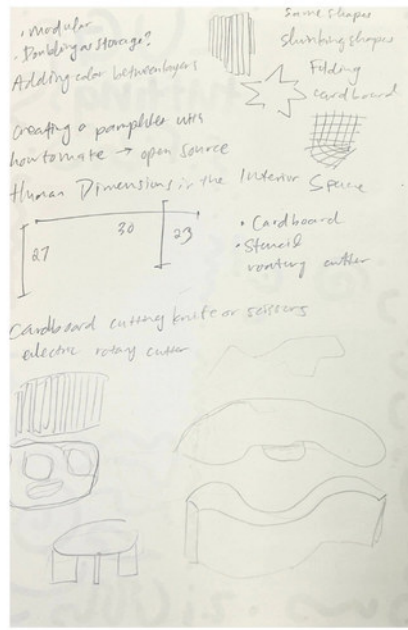 • modular
• Doubling as storage?
Adding color between layers
Same shapes
shapes
Folding
cardboard
creating a pamphlet with
how to make → open source
Human Dimensions in the Interior Space
27
30
23
• Cardboard
• Stencil
rotary cutter
Cardboard cutting knife or scissors
electric rotary cutter